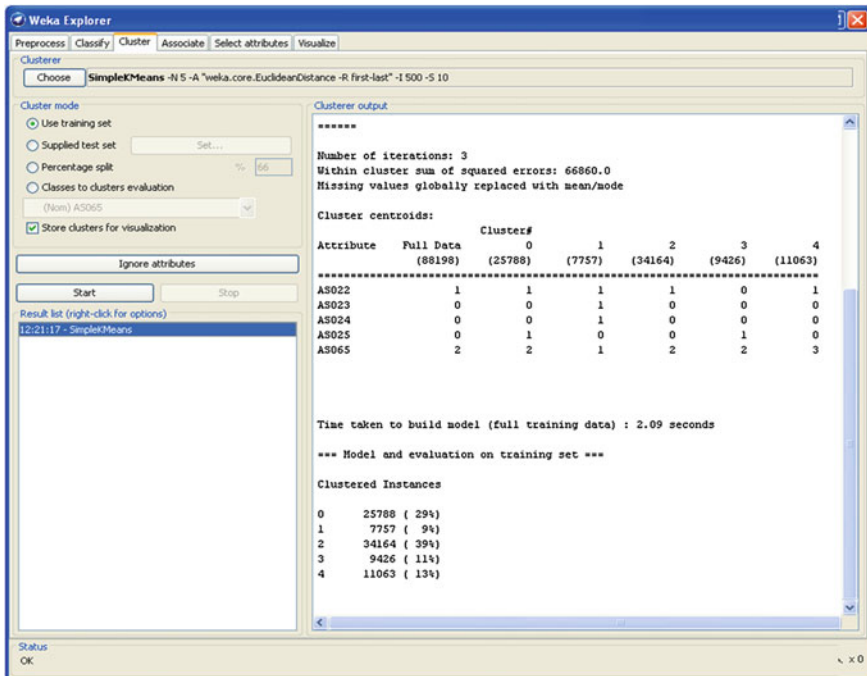 Weka Explorer
Preprocess Classify Cluster Associate Select attributes Visualize
Clusterer
Choose SimpleKMeans -N 5 -A "weka.core.EuclideanDistance -R first-last" -I 500 -S 10
Cluster mode
Use training set
Supplied test set Set...
Percentage split % 66
Classes to clusters evaluation
(Nom) AS065
Store clusters for visualization
Ignore attributes
Start Stop
Result list (right-click for options)
12:21:17 - SimpleKMeans
Clusterer output
======
Number of iterations: 3
Within cluster sum of squared errors: 66860.0
Missing values globally replaced with mean/mode
Cluster centroids:
Cluster#
Attribute Full Data 0 1 2 3 4
(88198) (25788) (7757) (34164) (9426) (11063)
==========================================================================
AS022 1 1 1 1 0 1
AS023 0 0 1 0 0 0
AS024 0 0 1 0 0 0
AS025 0 1 0 0 1 0
AS065 2 2 1 2 2 3
Time taken to build model (full training data) : 2.09 seconds
=== Model and evaluation on training set ===
Clustered Instances
0 25788 ( 29%)
1 7757 ( 9%)
2 34164 ( 39%)
3 9426 ( 11%)
4 11063 ( 13%)
Status
OK
x 0